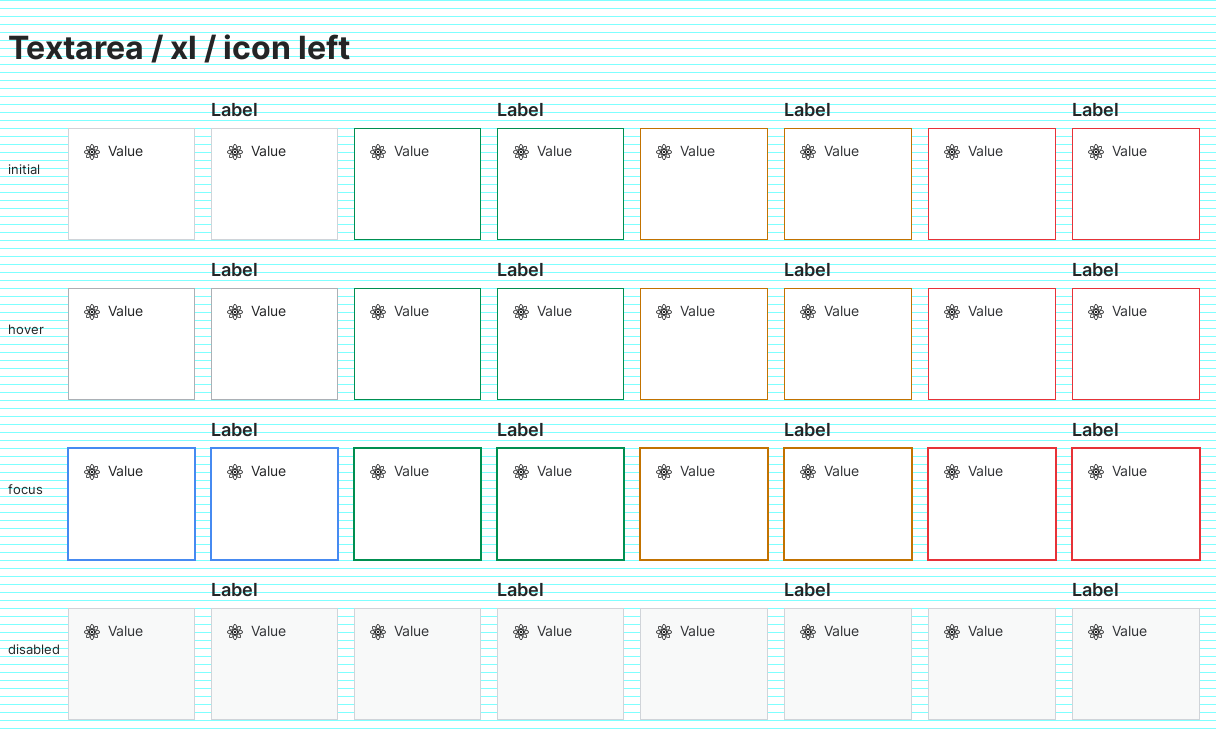 Textarea / xl / icon left
Label Label Label Label
initial Value Value Value Value Value Value Value Value
Label Label Label Label
hover Value Value Value Value Value Value Value Value
Label Label Label Label
focus Value Value Value Value Value Value Value Value
Label Label Label Label
disabled Value Value Value Value Value Value Value Value